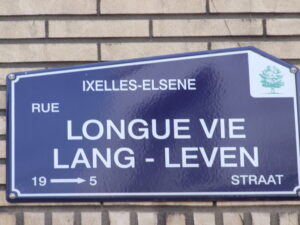 IXELLES-ELSENE
RUE
LONGUE VIE
LANG - LEVEN
19 → 5 STRAAT